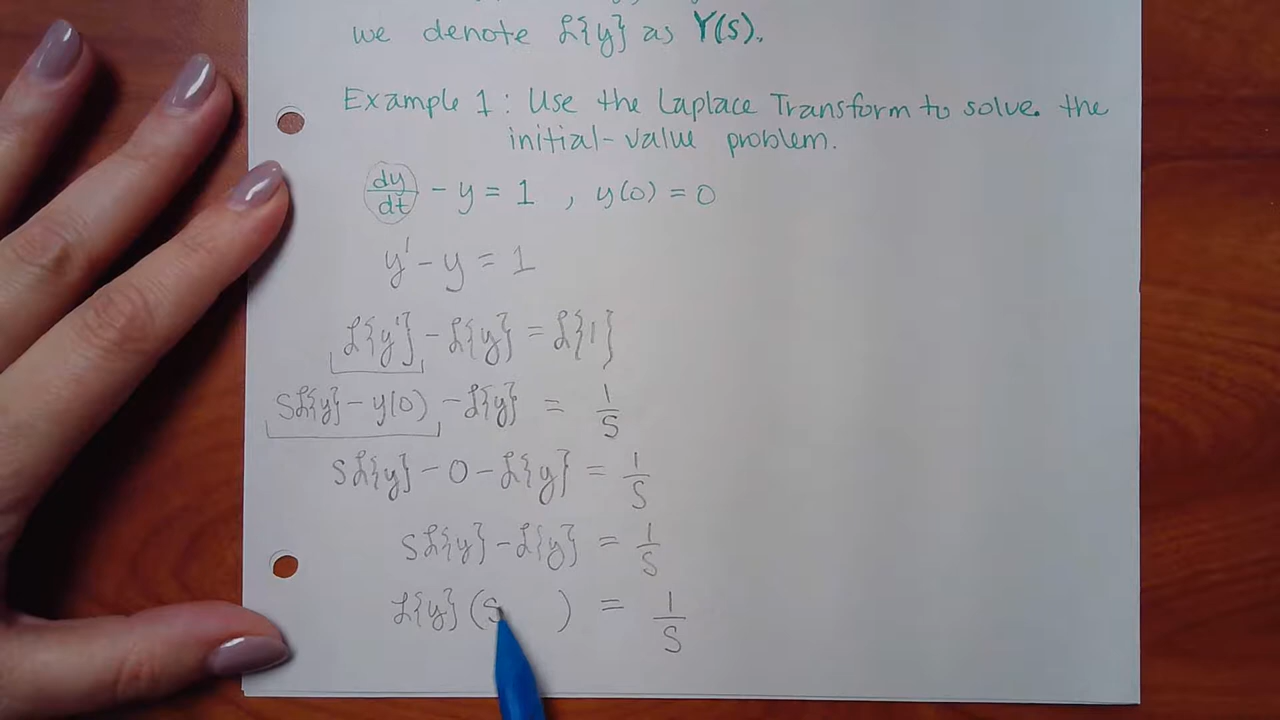 we denote ℒ{y} as Y(s).
Example 1: Use the Laplace Transform to solve the
initial-value problem.
dy/dt - y = 1 , y(0) = 0
y' - y = 1
ℒ{y'} - ℒ{y} = ℒ{1}
Sℒ{y} - y(0) - ℒ{y} = 1/S
Sℒ{y} - 0 - ℒ{y} = 1/S
Sℒ{y} - ℒ{y} = 1/S
ℒ{y} (S ) = 1/S